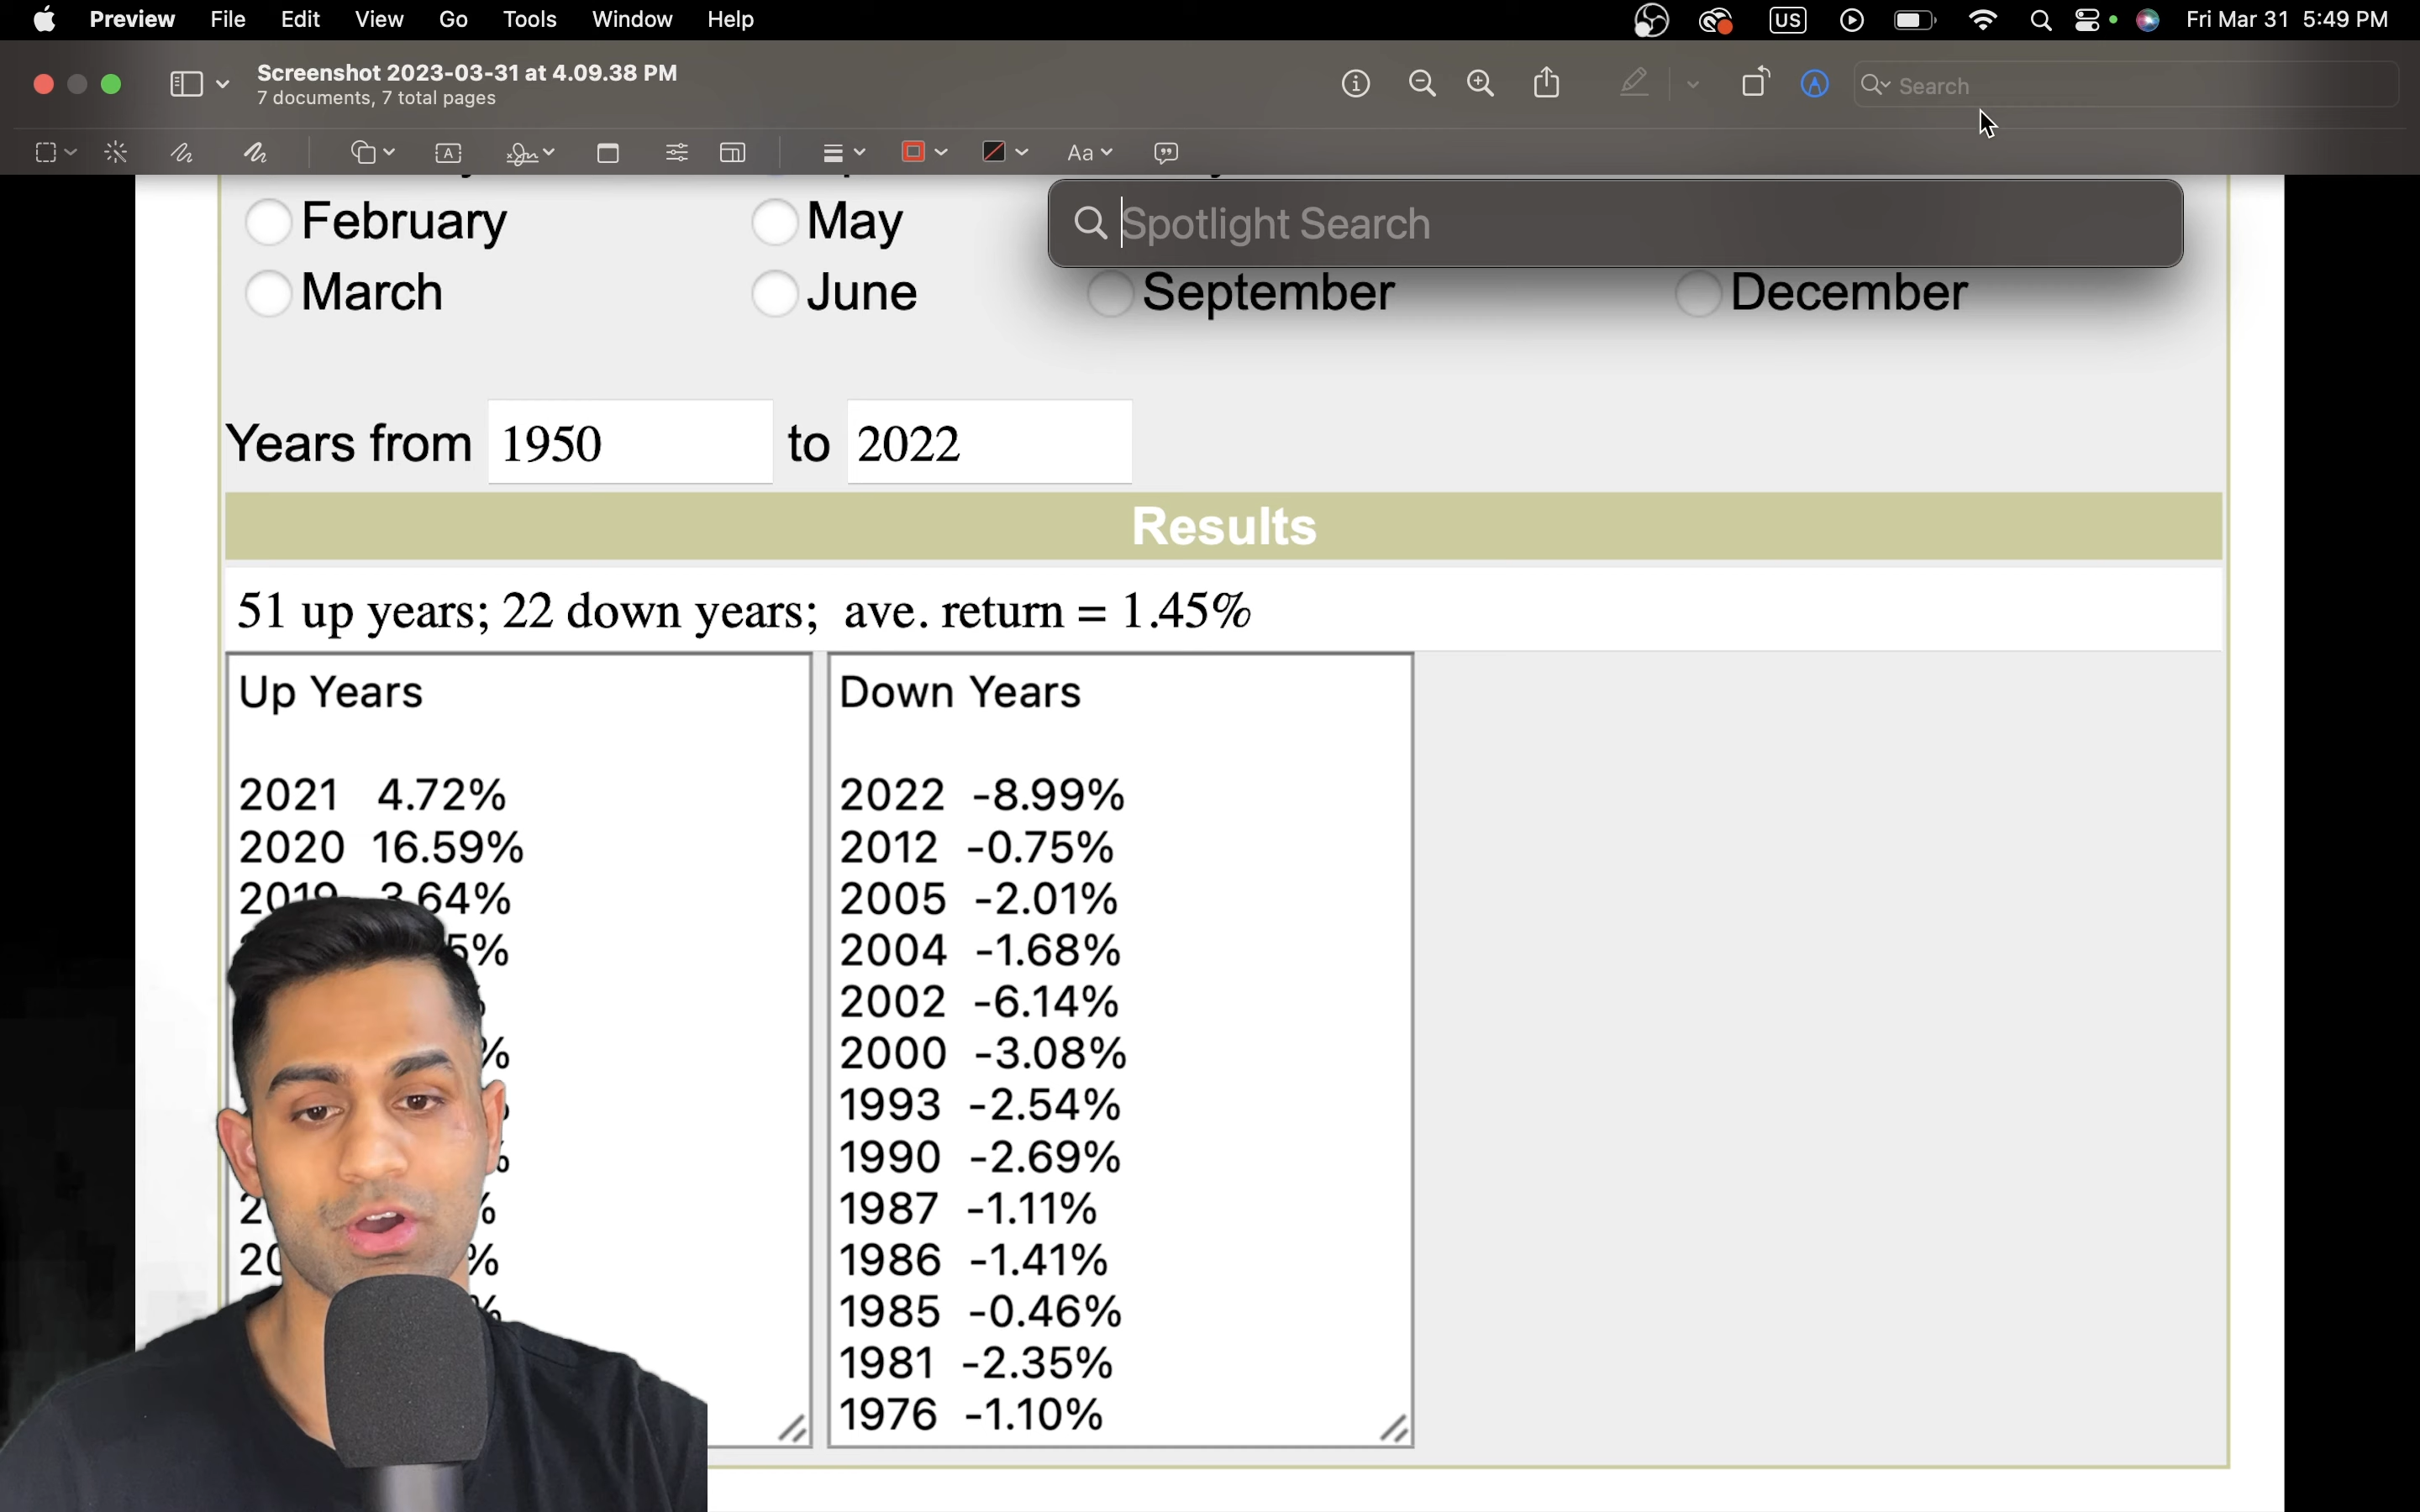 Preview File Edit View Go Tools Window Help US Fri Mar 31 5:49 PM
Screenshot 2023-03-31 at 4.09.38 PM
7 documents, 7 total pages
Search
A Aa
Spotlight Search
February May
March June September December
Years from 1950 to 2022
Results
51 up years; 22 down years; ave. return = 1.45%
Up Years
2021 4.72%
2020 16.59%
2019 3.64%
Down Years
2022 -8.99%
2012 -0.75%
2005 -2.01%
2004 -1.68%
2002 -6.14%
2000 -3.08%
1993 -2.54%
1990 -2.69%
1987 -1.11%
1986 -1.41%
1985 -0.46%
1981 -2.35%
1976 -1.10%